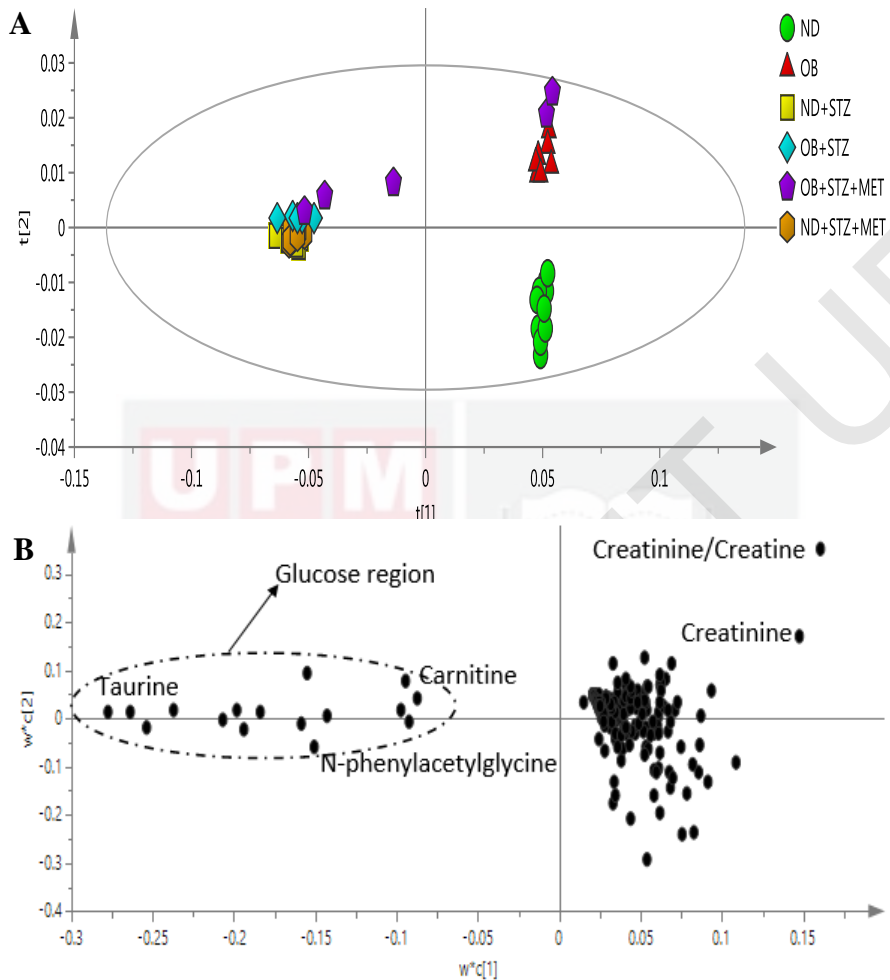 A
t[2]
0.03
0.02
0.01
0
-0.01
-0.02
-0.03
-0.04
-0.15
-0.1
-0.05
0
0.05
0.1
t[1]
ND
OB
ND+STZ
OB+STZ
OB+STZ+MET
ND+STZ+MET
UPM
T UP
B
w*c[2]
0.3
0.2
0.1
0
-0.1
-0.2
-0.3
-0.4
-0.3
-0.25
-0.2
-0.15
-0.1
-0.05
0
0.05
0.1
0.15
w*c[1]
Glucose region
Creatinine/Creatine
Creatinine
Taurine
Carnitine
N-phenylacetylglycine